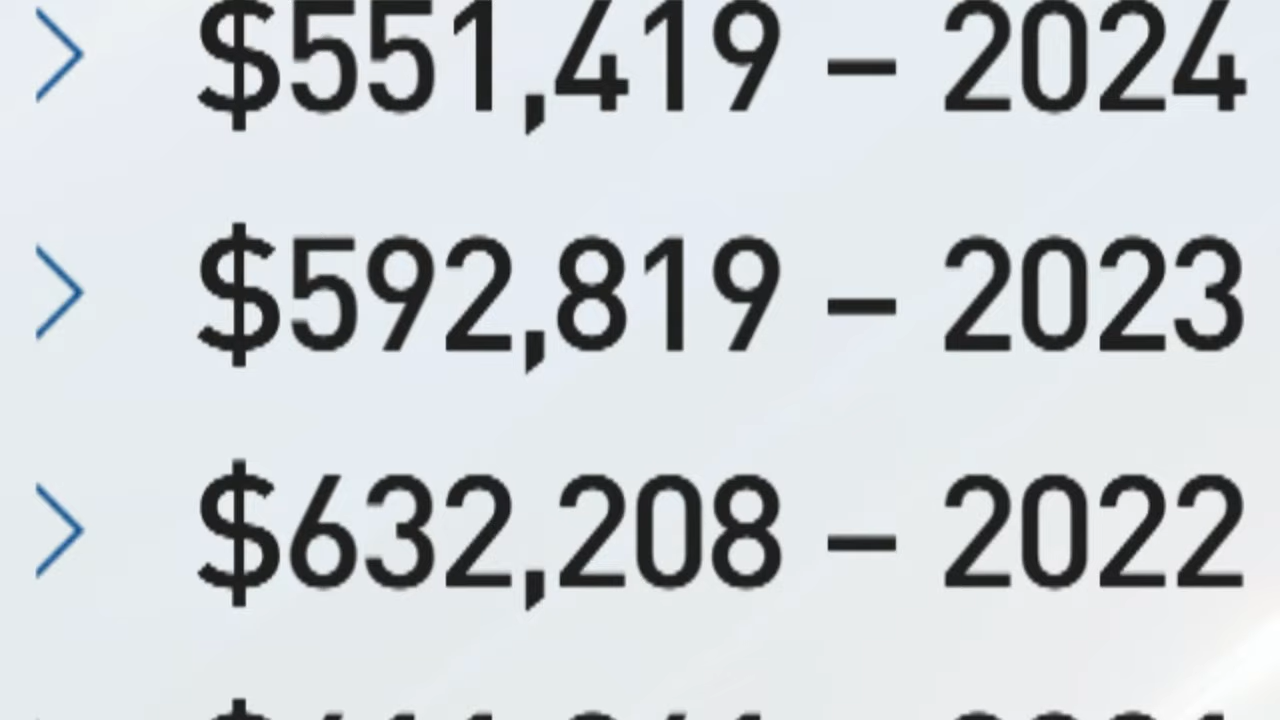 $551,419 – 2024
$592,819 – 2023
$632,208 – 2022